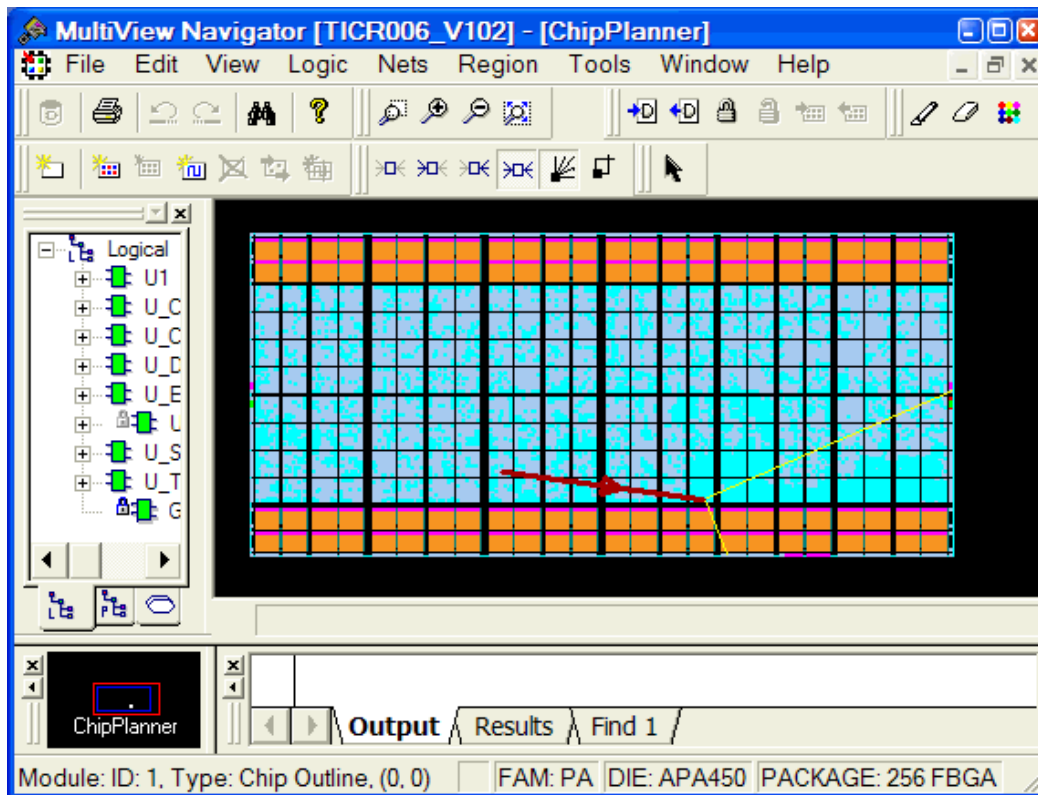 MultiView Navigator [TICR006_V102] - [ChipPlanner]
File Edit View Logic Nets Region Tools Window Help
Logical
U1
U_C
U_C
U_D
U_E
U
U_S
U_T
G
ChipPlanner
Output Results Find 1
Module: ID: 1, Type: Chip Outline, (0, 0) FAM: PA DIE: APA450 PACKAGE: 256 FBGA